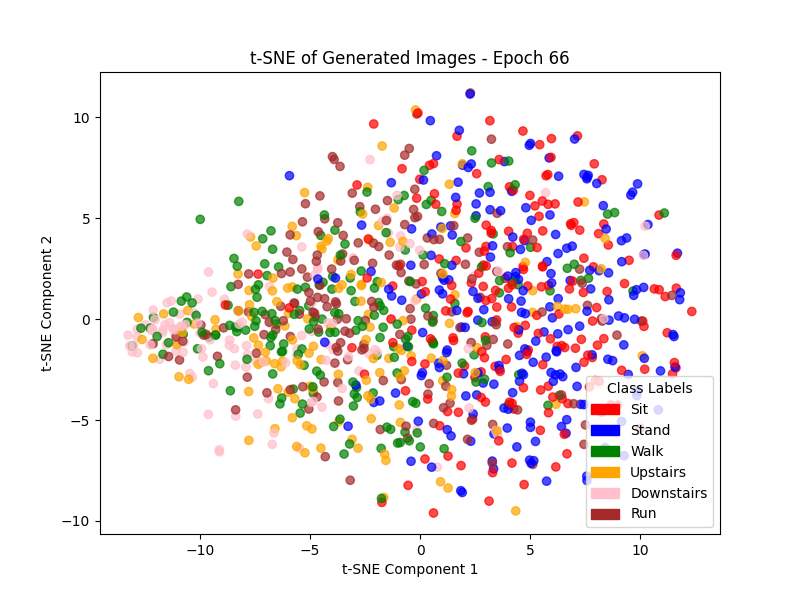 t-SNE of Generated Images - Epoch 66
t-SNE Component 2
10
5
0
−5
−10
−10
−5
0
5
10
t-SNE Component 1
Class Labels
Sit
Stand
Walk
Upstairs
Downstairs
Run